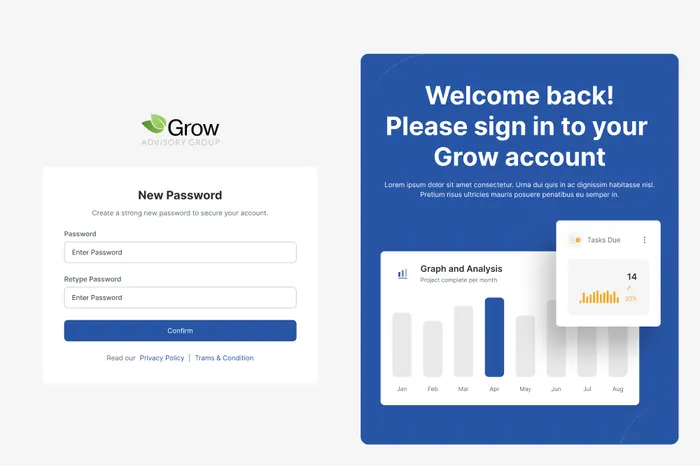 Grow
ADVISORY GROUP
New Password
Create a strong new password to secure your account.
Password
Enter Password
Retype Password
Enter Password
Confirm
Read our Privacy Policy | Trams & Condition
Welcome back!
Please sign in to your
Grow account
Lorem ipsum dolor sit amet consectetur. Urna dui quis in ac dignissim habitasse nisl.
Pretium risus ultricies mauris posuere penatibus eu semper in.
Tasks Due
14
20%
Graph and Analysis
Project complete per month
Jan Feb Mar Apr May Jun Jul Aug